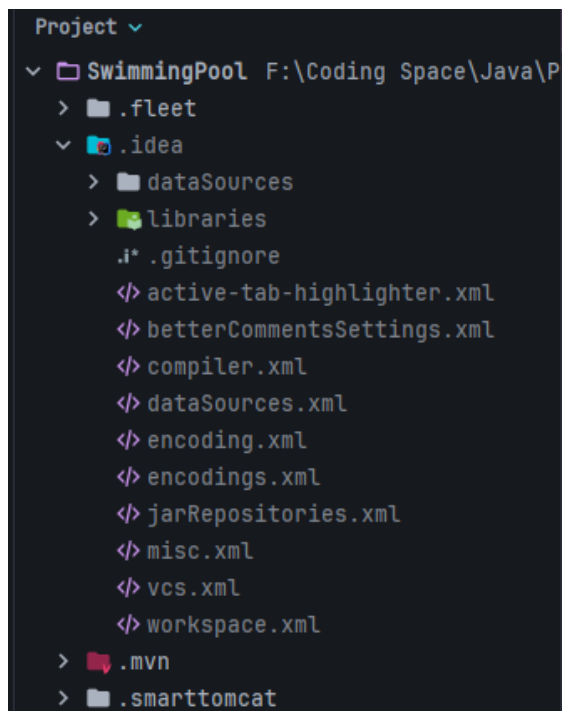 Project
SwimmingPool F:\Coding Space\Java\P
.fleet
.idea
dataSources
libraries
.gitignore
active-tab-highlighter.xml
betterCommentsSettings.xml
compiler.xml
dataSources.xml
encoding.xml
encodings.xml
jarRepositories.xml
misc.xml
vcs.xml
workspace.xml
.mvn
.smarttomcat